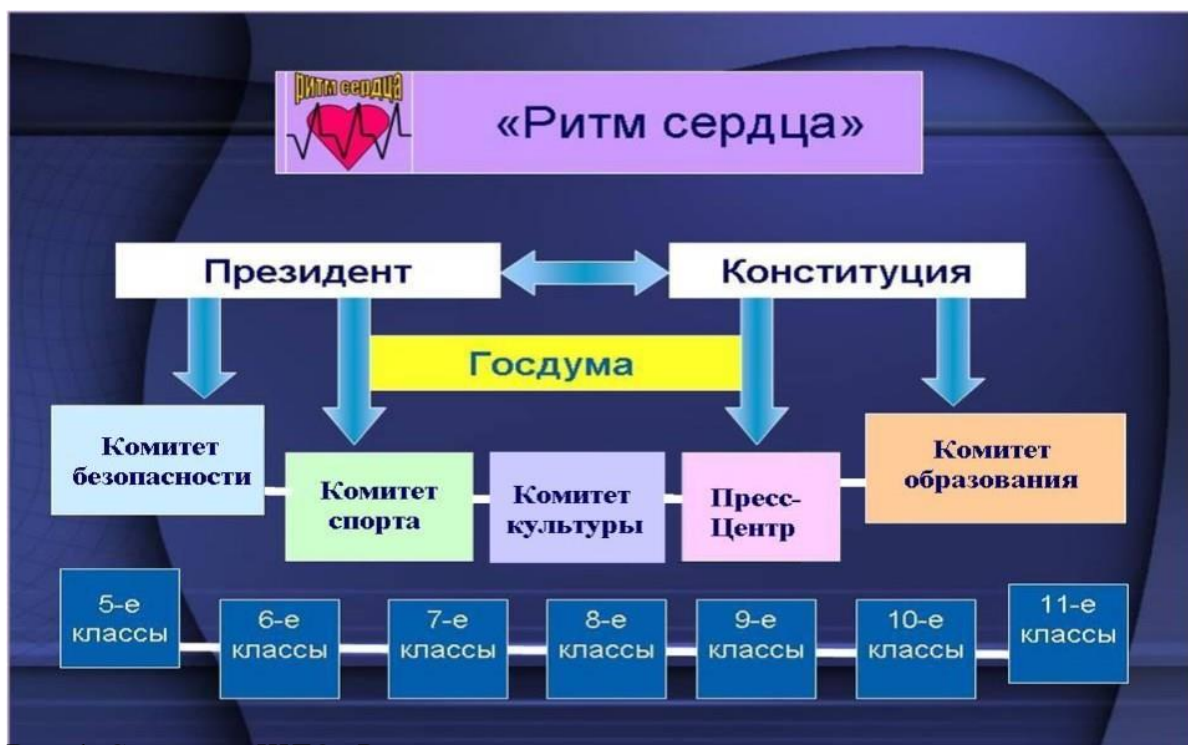 ритм сердца
«Ритм сердца»
Президент
Конституция
Госдума
Комитет
безопасности
Комитет
спорта
Комитет
культуры
Пресс-
Центр
Комитет
образования
5-е
классы
6-е
классы
7-е
классы
8-е
классы
9-е
классы
10-е
классы
11-е
классы